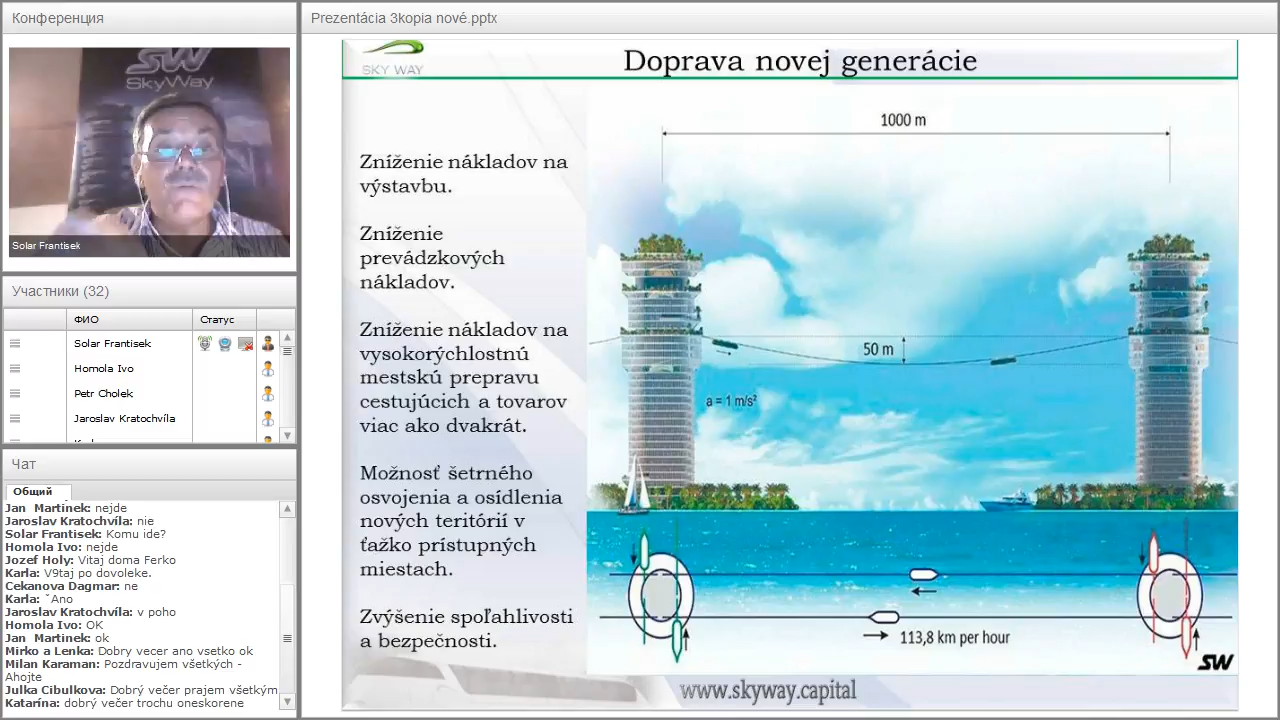 Конференция
SW
SkyWay
Solar Frantisek
Участники (32)
ФИО
Статус
Solar Frantisek
Homola Ivo
Petr Cholek
Jaroslav Kratochvíla
Чат
Общий
Jan Martinek: nejde
Jaroslav Kratochvíla: nie
Solar Frantisek: Komu ide?
Homola Ivo: nejde
Jozef Holy: Vitaj doma Ferko
Karla: V9taj po dovoleke.
Cekanova Dagmar: ne
Karla: ˇAno
Jaroslav Kratochvíla: v poho
Homola Ivo: OK
Jan Martinek: ok
Mirko a Lenka: Dobry vecer ano vsetko ok
Milan Karaman: Pozdravujem všetkých -
Ahojte
Julka Cibulkova: Dobrý večer prajem všetkým
Katarína: dobrý večer trochu oneskorene
Prezentácia 3kopia nové.pptx
SKY WAY
Doprava novej generácie
Zníženie nákladov na
výstavbu.
Zníženie
prevádzkových
nákladov.
Zníženie nákladov na
vysokorýchlostnú
mestskú prepravu
cestujúcich a tovarov
viac ako dvakrát.
Možnosť šetrného
osvojenia a osídlenia
nových teritórií v
ťažko prístupných
miestach.
Zvýšenie spoľahlivosti
a bezpečnosti.
1000 m
50 m
a = 1 m/s²
113,8 km per hour
SW
www.skyway.capital